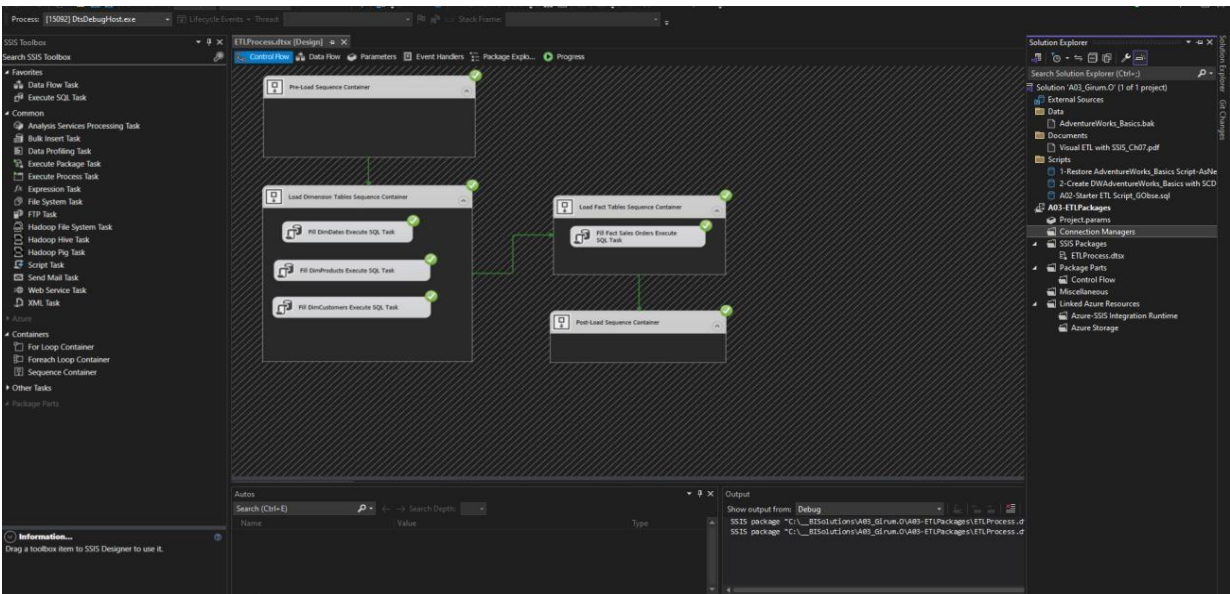 Process: [15092] DtsDebugHost.exe
Lifecycle Events
Thread:
Stack Frame:
SSIS Toolbox
Search SSIS Toolbox
Favorites
Data Flow Task
Execute SQL Task
Common
Analysis Services Processing Task
Bulk Insert Task
Data Profiling Task
Execute Package Task
Execute Process Task
Expression Task
File System Task
FTP Task
Hadoop File System Task
Hadoop Hive Task
Hadoop Pig Task
Script Task
Send Mail Task
Web Service Task
XML Task
Azure
Containers
For Loop Container
Foreach Loop Container
Sequence Container
Other Tasks
Package Parts
Information...
Drag a toolbox item to SSIS Designer to use it.
ETLProcess.dtsx [Design]
Control Flow
Data Flow
Parameters
Event Handlers
Package Explo...
Progress
Pre-Load Sequence Container
Load Dimension Tables Sequence Container
Fill DimDates Execute SQL Task
Fill DimProducts Execute SQL Task
Fill DimCustomers Execute SQL Task
Load Fact Tables Sequence Container
Fill Fact Sales Orders Execute
SQL Task
Post-Load Sequence Container
Autos
Search (Ctrl+E)
Search Depth:
Name Value Type
Output
Show output from: Debug
SSIS package "C:\__BISolutions\A03_Girum.O\A03-ETLPackages\ETLProcess.d
SSIS package "C:\__BISolutions\A03_Girum.O\A03-ETLPackages\ETLProcess.d
Solution Explorer
Search Solution Explorer (Ctrl+;)
Solution 'A03_Girum.O' (1 of 1 project)
External Sources
Data
AdventureWorks_Basics.bak
Documents
Visual ETL with SSIS_Ch07.pdf
Scripts
1-Restore AdventureWorks_Basics Script-AsNe
2-Create DWAdventureWorks_Basics with SCD
A02-Starter ETL Script_GObse.sql
A03-ETLPackages
Project.params
Connection Managers
SSIS Packages
ETLProcess.dtsx
Package Parts
Control Flow
Miscellaneous
Linked Azure Resources
Azure-SSIS Integration Runtime
Azure Storage
Solution Explorer
Git Changes